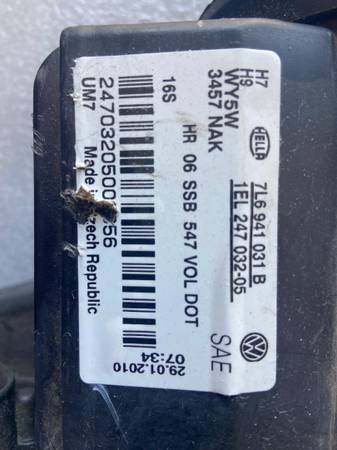 H7
H9
WY5W
3457 NAK
HELLA
7L6 941 031 B
1EL 247 032-05
16S
HR 06 SSB 547 VOL DOT
SAE
UM7
Made in Czech Republic
29.01.2010
07:34